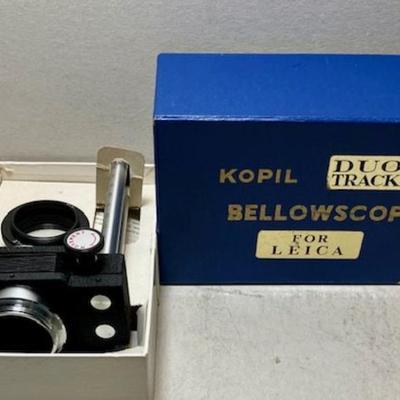 KOPIL
DUO
TRACK
BELLOWSCOP
FOR
LEICA